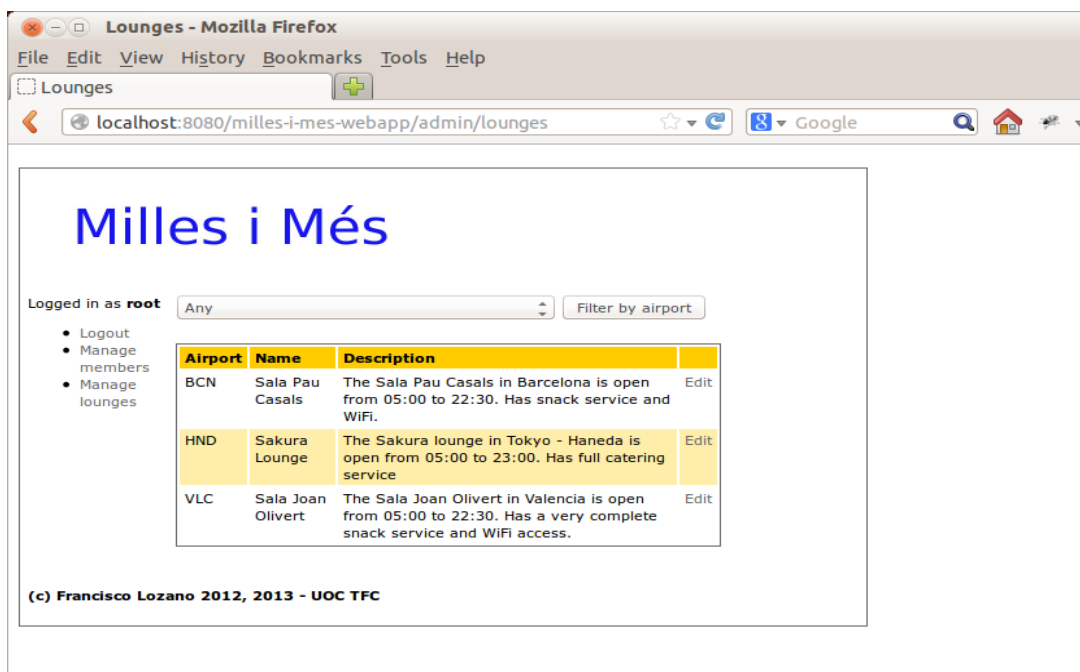 Lounges - Mozilla Firefox
File Edit View History Bookmarks Tools Help
Lounges
localhost:8080/milles-i-mes-webapp/admin/lounges
8 Google
Milles i Més
Logged in as root
Logout
Manage
members
Manage
lounges
Any
Filter by airport
Airport Name Description
BCN Sala Pau The Sala Pau Casals in Barcelona is open Edit
Casals from 05:00 to 22:30. Has snack service and
WiFi.
HND Sakura The Sakura lounge in Tokyo - Haneda is Edit
Lounge open from 05:00 to 23:00. Has full catering
service
VLC Sala Joan The Sala Joan Olivert in Valencia is open Edit
Olivert from 05:00 to 22:30. Has a very complete
snack service and WiFi access.
(c) Francisco Lozano 2012, 2013 - UOC TFC